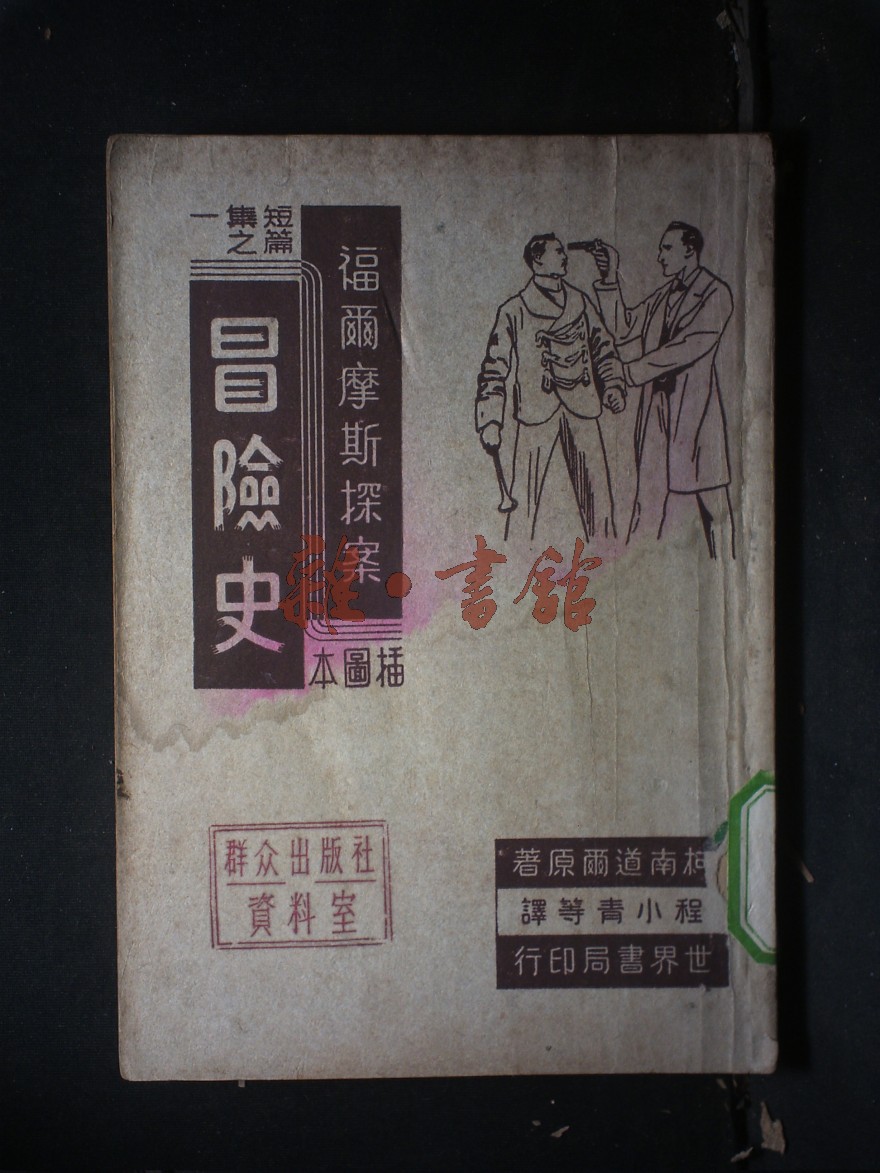 福爾摩斯探案
短篇
集之
一
冒險史
插圖本
柯南道爾原著
程小青等譯
世界書局印行
群众出版社
資料室
雜·書館